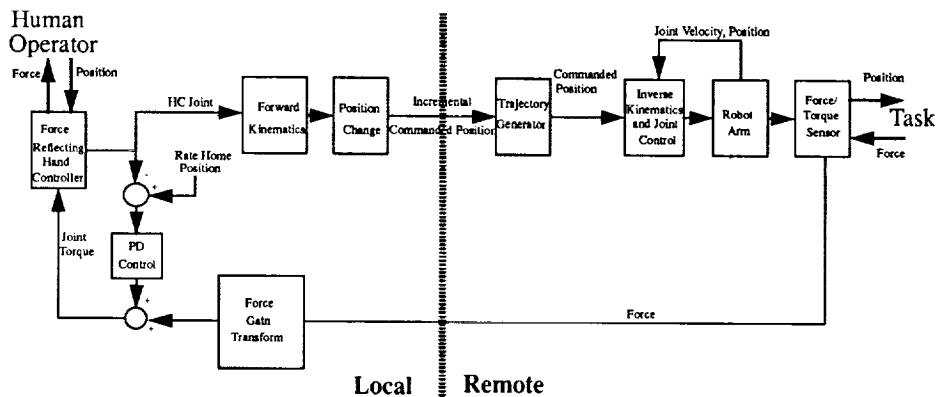 Human
Operator
Force
Position
Force
Reflecting
Hand
Controller
HC Joint
Forward
Kinematics
Position
Change
Incremental
Commanded Position
Trajectory
Generator
Commanded
Position
Joint Velocity, Position
Inverse
Kinematics
and Joint
Control
Robot
Arm
Force/
Torque
Sensor
Position
Task
Force
Rate Home
Position
-
+
Joint
Torque
PD
Control
+
+
Force
Gain
Transform
Force
Local
Remote